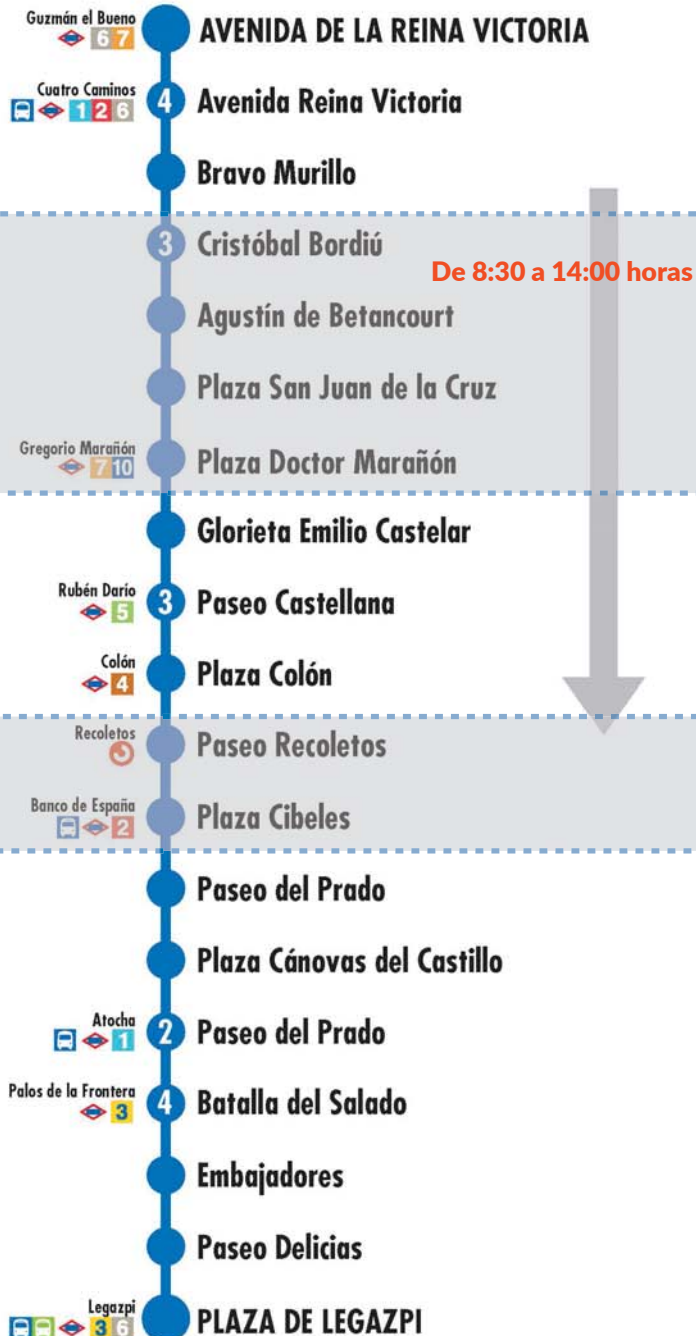 Guzmán el Bueno
6 7
AVENIDA DE LA REINA VICTORIA
Cuatro Caminos
1 2 6
4 Avenida Reina Victoria
Bravo Murillo
3 Cristóbal Bordiú
De 8:30 a 14:00 horas
Agustín de Betancourt
Plaza San Juan de la Cruz
Gregorio Marañón
7 10
Plaza Doctor Marañón
Glorieta Emilio Castelar
Rubén Darío
5
3 Paseo Castellana
Colón
4
Plaza Colón
Recoletos
Paseo Recoletos
Banco de España
2
Plaza Cibeles
Paseo del Prado
Plaza Cánovas del Castillo
Atocha
1
2 Paseo del Prado
Palos de la Frontera
3
4 Batalla del Salado
Embajadores
Paseo Delicias
Legazpi
3 6
PLAZA DE LEGAZPI